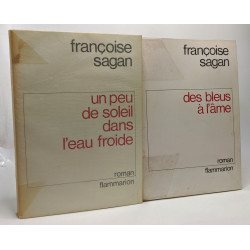 françoise
sagan
un peu
de soleil
dans
l'eau froide
roman
flammarion
françoise
sagan
des bleus
à l'âme
roman
flammarion